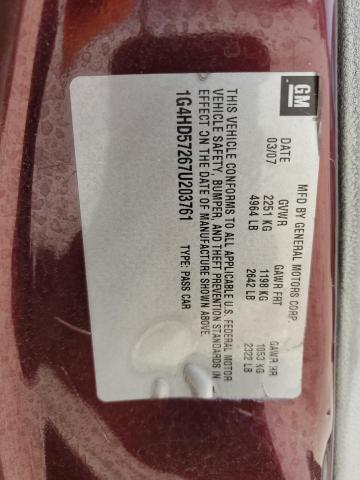 GM
MFD BY GENERAL MOTORS CORP.
DATE GVWR GAWR FRT GAWR RR
03/07 2251 KG 1198 KG 1053 KG
4964 LB 2642 LB 2322 LB
THIS VEHICLE CONFORMS TO ALL APPLICABLE U.S. FEDERAL MOTOR
VEHICLE SAFETY, BUMPER, AND THEFT PREVENTION STANDARDS IN
EFFECT ON THE DATE OF MANUFACTURE SHOWN ABOVE.
1G4HD57267U203761 TYPE: PASS CAR